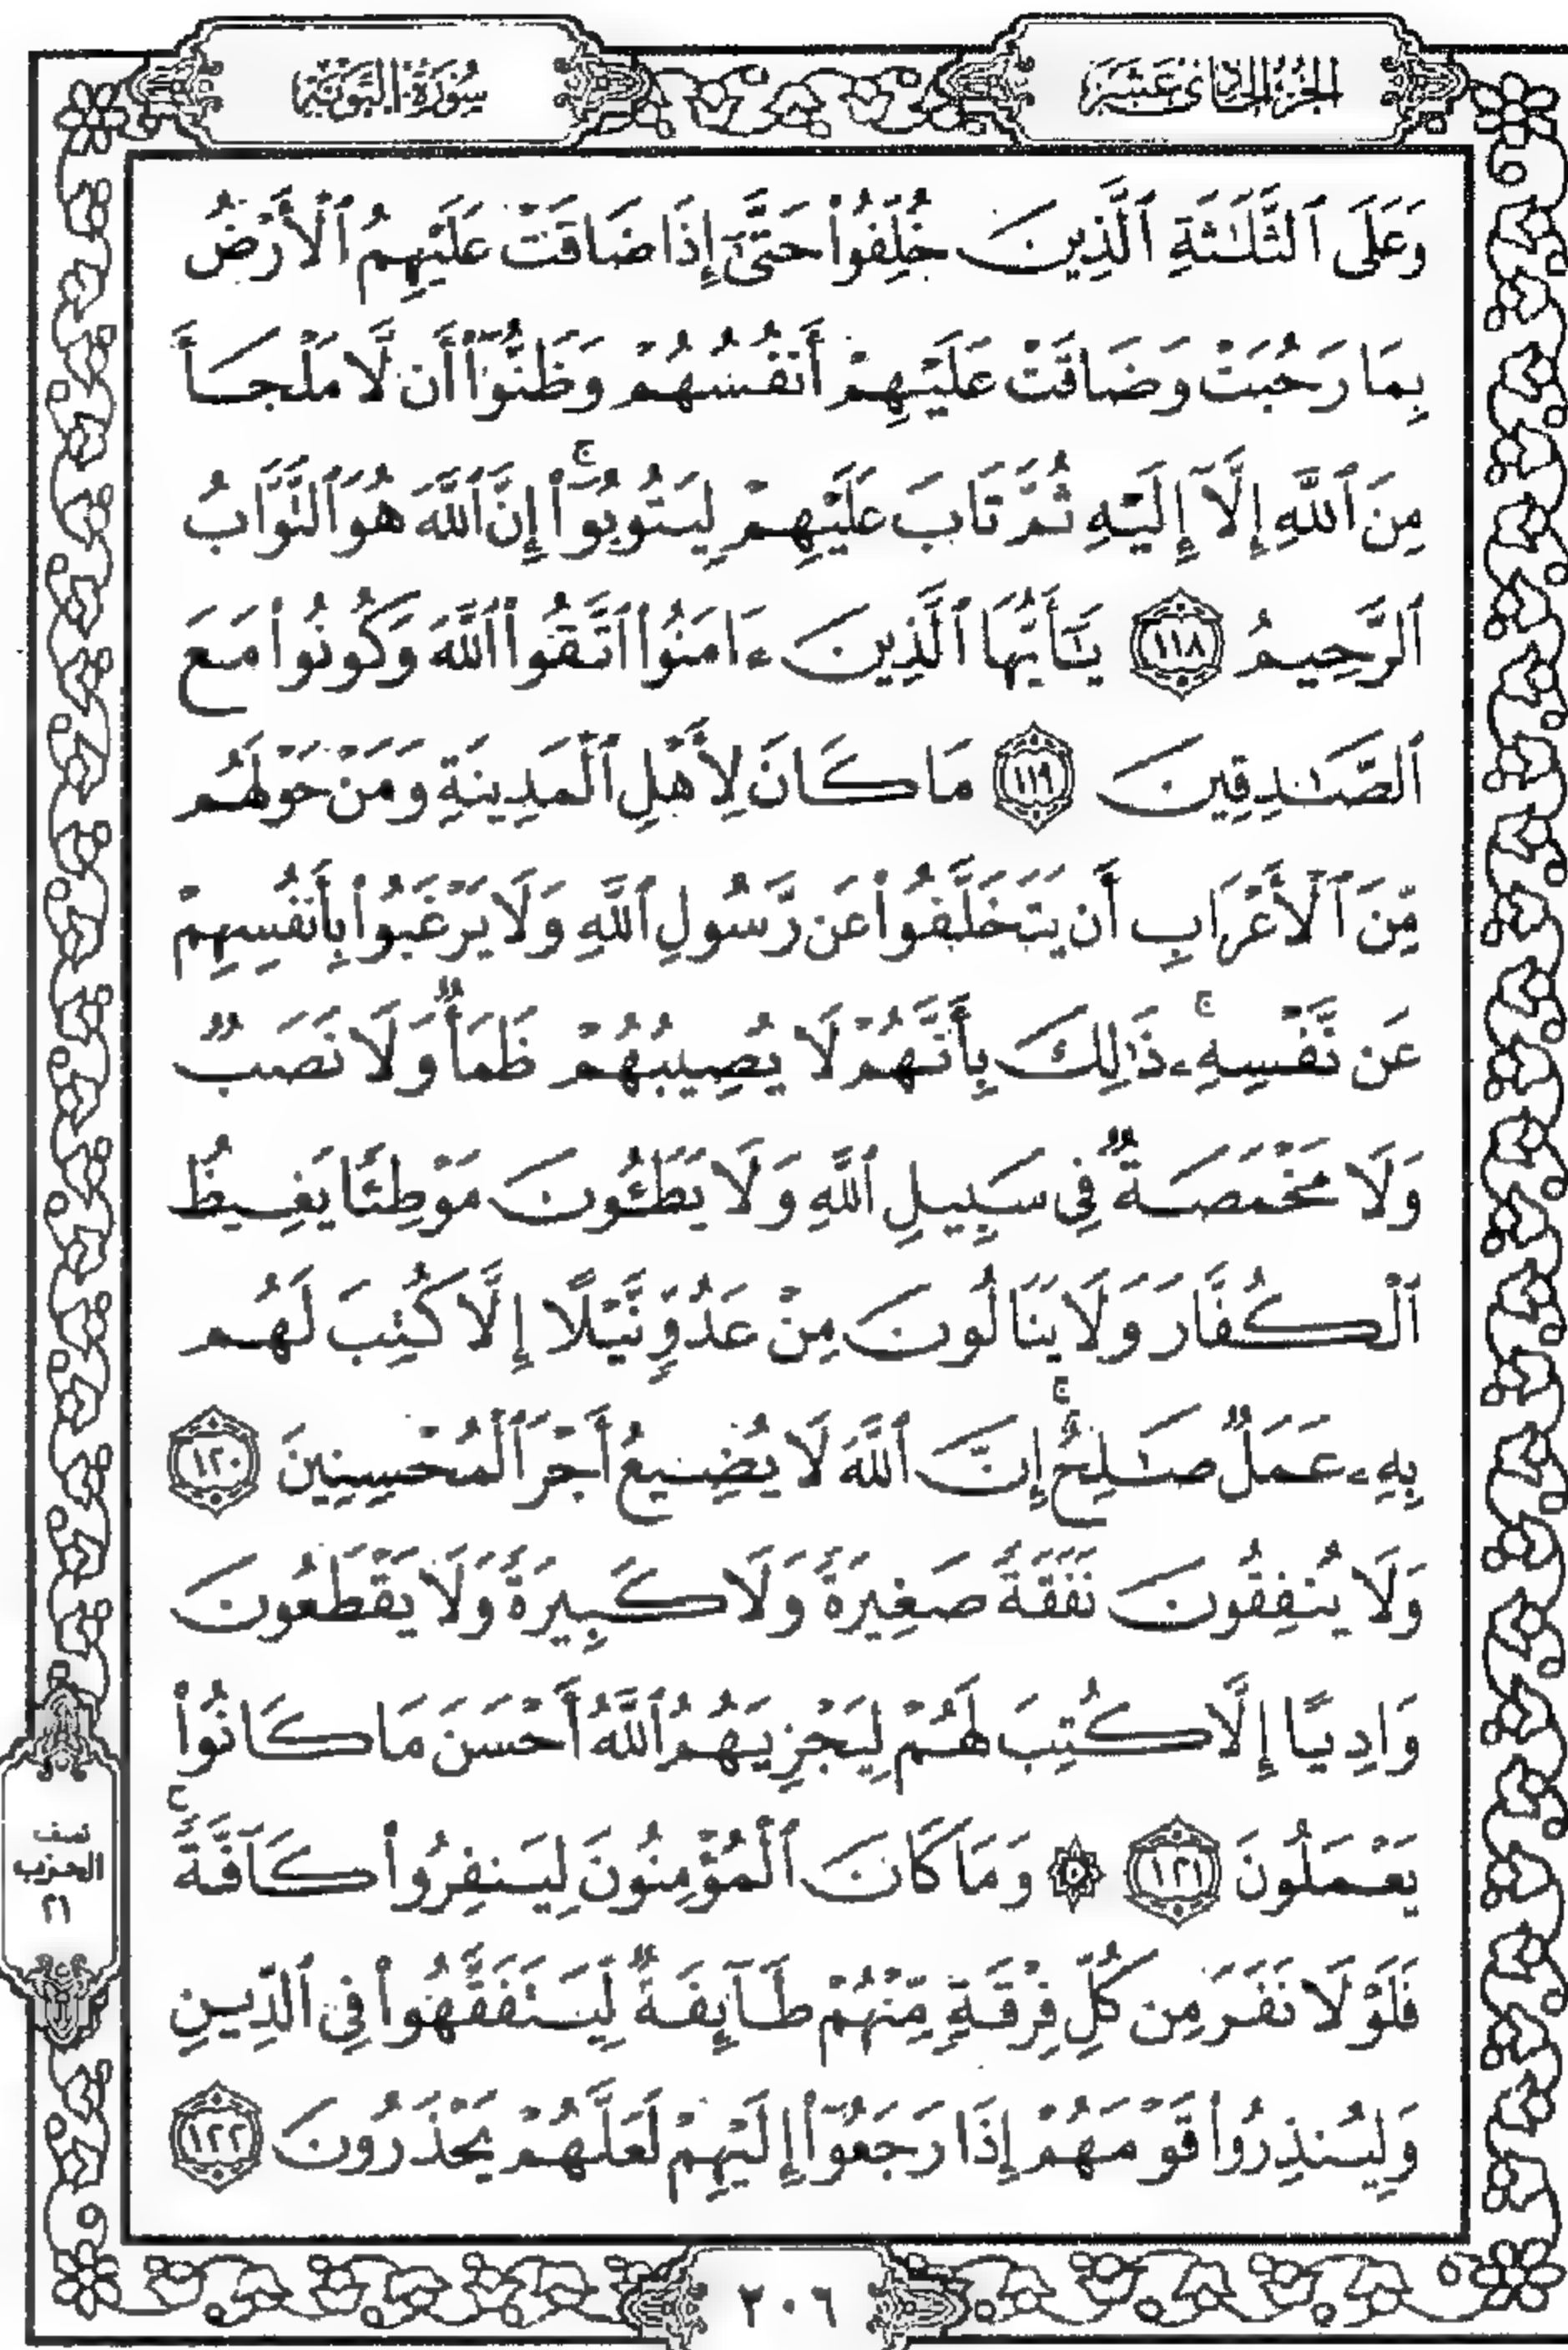 الجزء الحادي عشر
سورة التوبة
وَعَلَى ٱلثَّلَـٰثَةِ ٱلَّذِينَ خُلِّفُوا۟ حَتَّىٰٓ إِذَا ضَاقَتْ عَلَيْهِمُ ٱلْأَرْضُ
بِمَا رَحُبَتْ وَضَاقَتْ عَلَيْهِمْ أَنفُسُهُمْ وَظَنُّوٓا۟ أَن لَّا مَلْجَأَ
مِنَ ٱللَّهِ إِلَّآ إِلَيْهِ ثُمَّ تَابَ عَلَيْهِمْ لِيَتُوبُوٓا۟ ۚ إِنَّ ٱللَّهَ هُوَ ٱلتَّوَّابُ
ٱلرَّحِيمُ ١١٨ يَـٰٓأَيُّهَا ٱلَّذِينَ ءَامَنُوا۟ ٱتَّقُوا۟ ٱللَّهَ وَكُونُوا۟ مَعَ
ٱلصَّـٰدِقِينَ ١١٩ مَا كَانَ لِأَهْلِ ٱلْمَدِينَةِ وَمَنْ حَوْلَهُم
مِّنَ ٱلْأَعْرَابِ أَن يَتَخَلَّفُوا۟ عَن رَّسُولِ ٱللَّهِ وَلَا يَرْغَبُوا۟ بِأَنفُسِهِمْ
عَن نَّفْسِهِۦ ۚ ذَٰلِكَ بِأَنَّهُمْ لَا يُصِيبُهُمْ ظَمَأٌ وَلَا نَصَبٌ
وَلَا مَخْمَصَةٌ فِى سَبِيلِ ٱللَّهِ وَلَا يَطَـُٔونَ مَوْطِئًا يَغِيظُ
ٱلْكُفَّارَ وَلَا يَنَالُونَ مِنْ عَدُوٍّ نَّيْلًا إِلَّا كُتِبَ لَهُم
بِهِۦ عَمَلٌ صَـٰلِحٌ ۚ إِنَّ ٱللَّهَ لَا يُضِيعُ أَجْرَ ٱلْمُحْسِنِينَ ١٢٠
وَلَا يُنفِقُونَ نَفَقَةً صَغِيرَةً وَلَا كَبِيرَةً وَلَا يَقْطَعُونَ
وَادِيًا إِلَّا كُتِبَ لَهُمْ لِيَجْزِيَهُمُ ٱللَّهُ أَحْسَنَ مَا كَانُوا۟
يَعْمَلُونَ ١٢١ ۞ وَمَا كَانَ ٱلْمُؤْمِنُونَ لِيَنفِرُوا۟ كَآفَّةً ۚ
فَلَوْلَا نَفَرَ مِن كُلِّ فِرْقَةٍ مِّنْهُمْ طَآئِفَةٌ لِّيَتَفَقَّهُوا۟ فِى ٱلدِّينِ
وَلِيُنذِرُوا۟ قَوْمَهُمْ إِذَا رَجَعُوٓا۟ إِلَيْهِمْ لَعَلَّهُمْ يَحْذَرُونَ ١٢٢
نصف
الحزب
٢١
٢٠٦